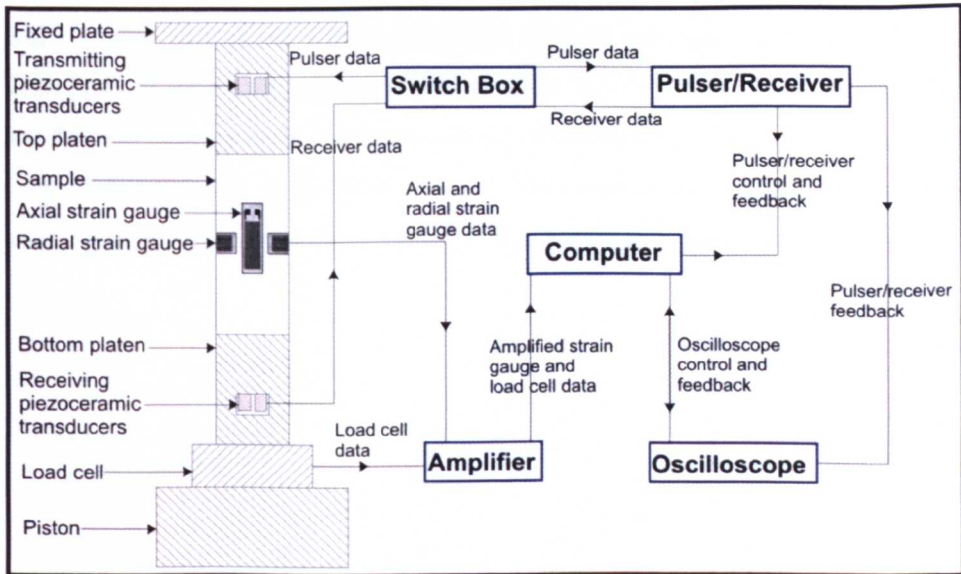 Fixed plate
Transmitting
piezoceramic
transducers
Top platen
Sample
Axial strain gauge
Radial strain gauge
Bottom platen
Receiving
piezoceramic
transducers
Load cell
Piston
Pulser data
Receiver data
Switch Box
Pulser data
Receiver data
Pulser/Receiver
Axial and
radial strain
gauge data
Pulser/receiver
control and
feedback
Computer
Pulser/receiver
feedback
Amplified strain
gauge and
load cell data
Oscilloscope
control and
feedback
Load cell
data
Amplifier
Oscilloscope